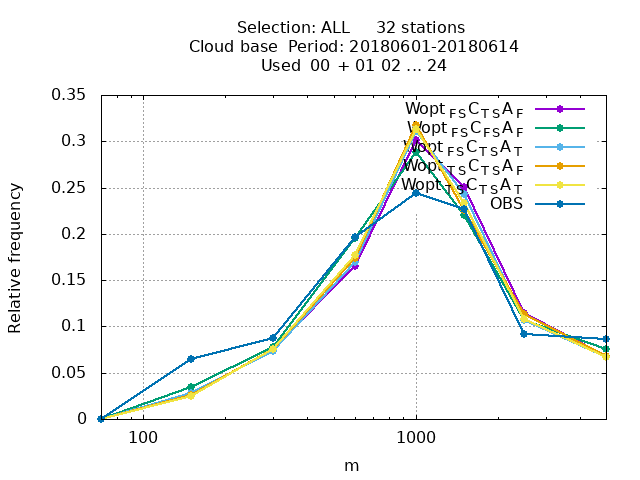 Selection: ALL 32 stations
Cloud base Period: 20180601-20180614
Used 00 + 01 02 ... 24
0.35
0.3
0.25
0.2
0.15
0.1
0.05
0
Relative frequency
Wopt FS C TS A F
Wopt FS C FS A F
Wopt FS C TS A T
Wopt TS C TS A F
Wopt TS C TS A T
OBS
100
1000
m